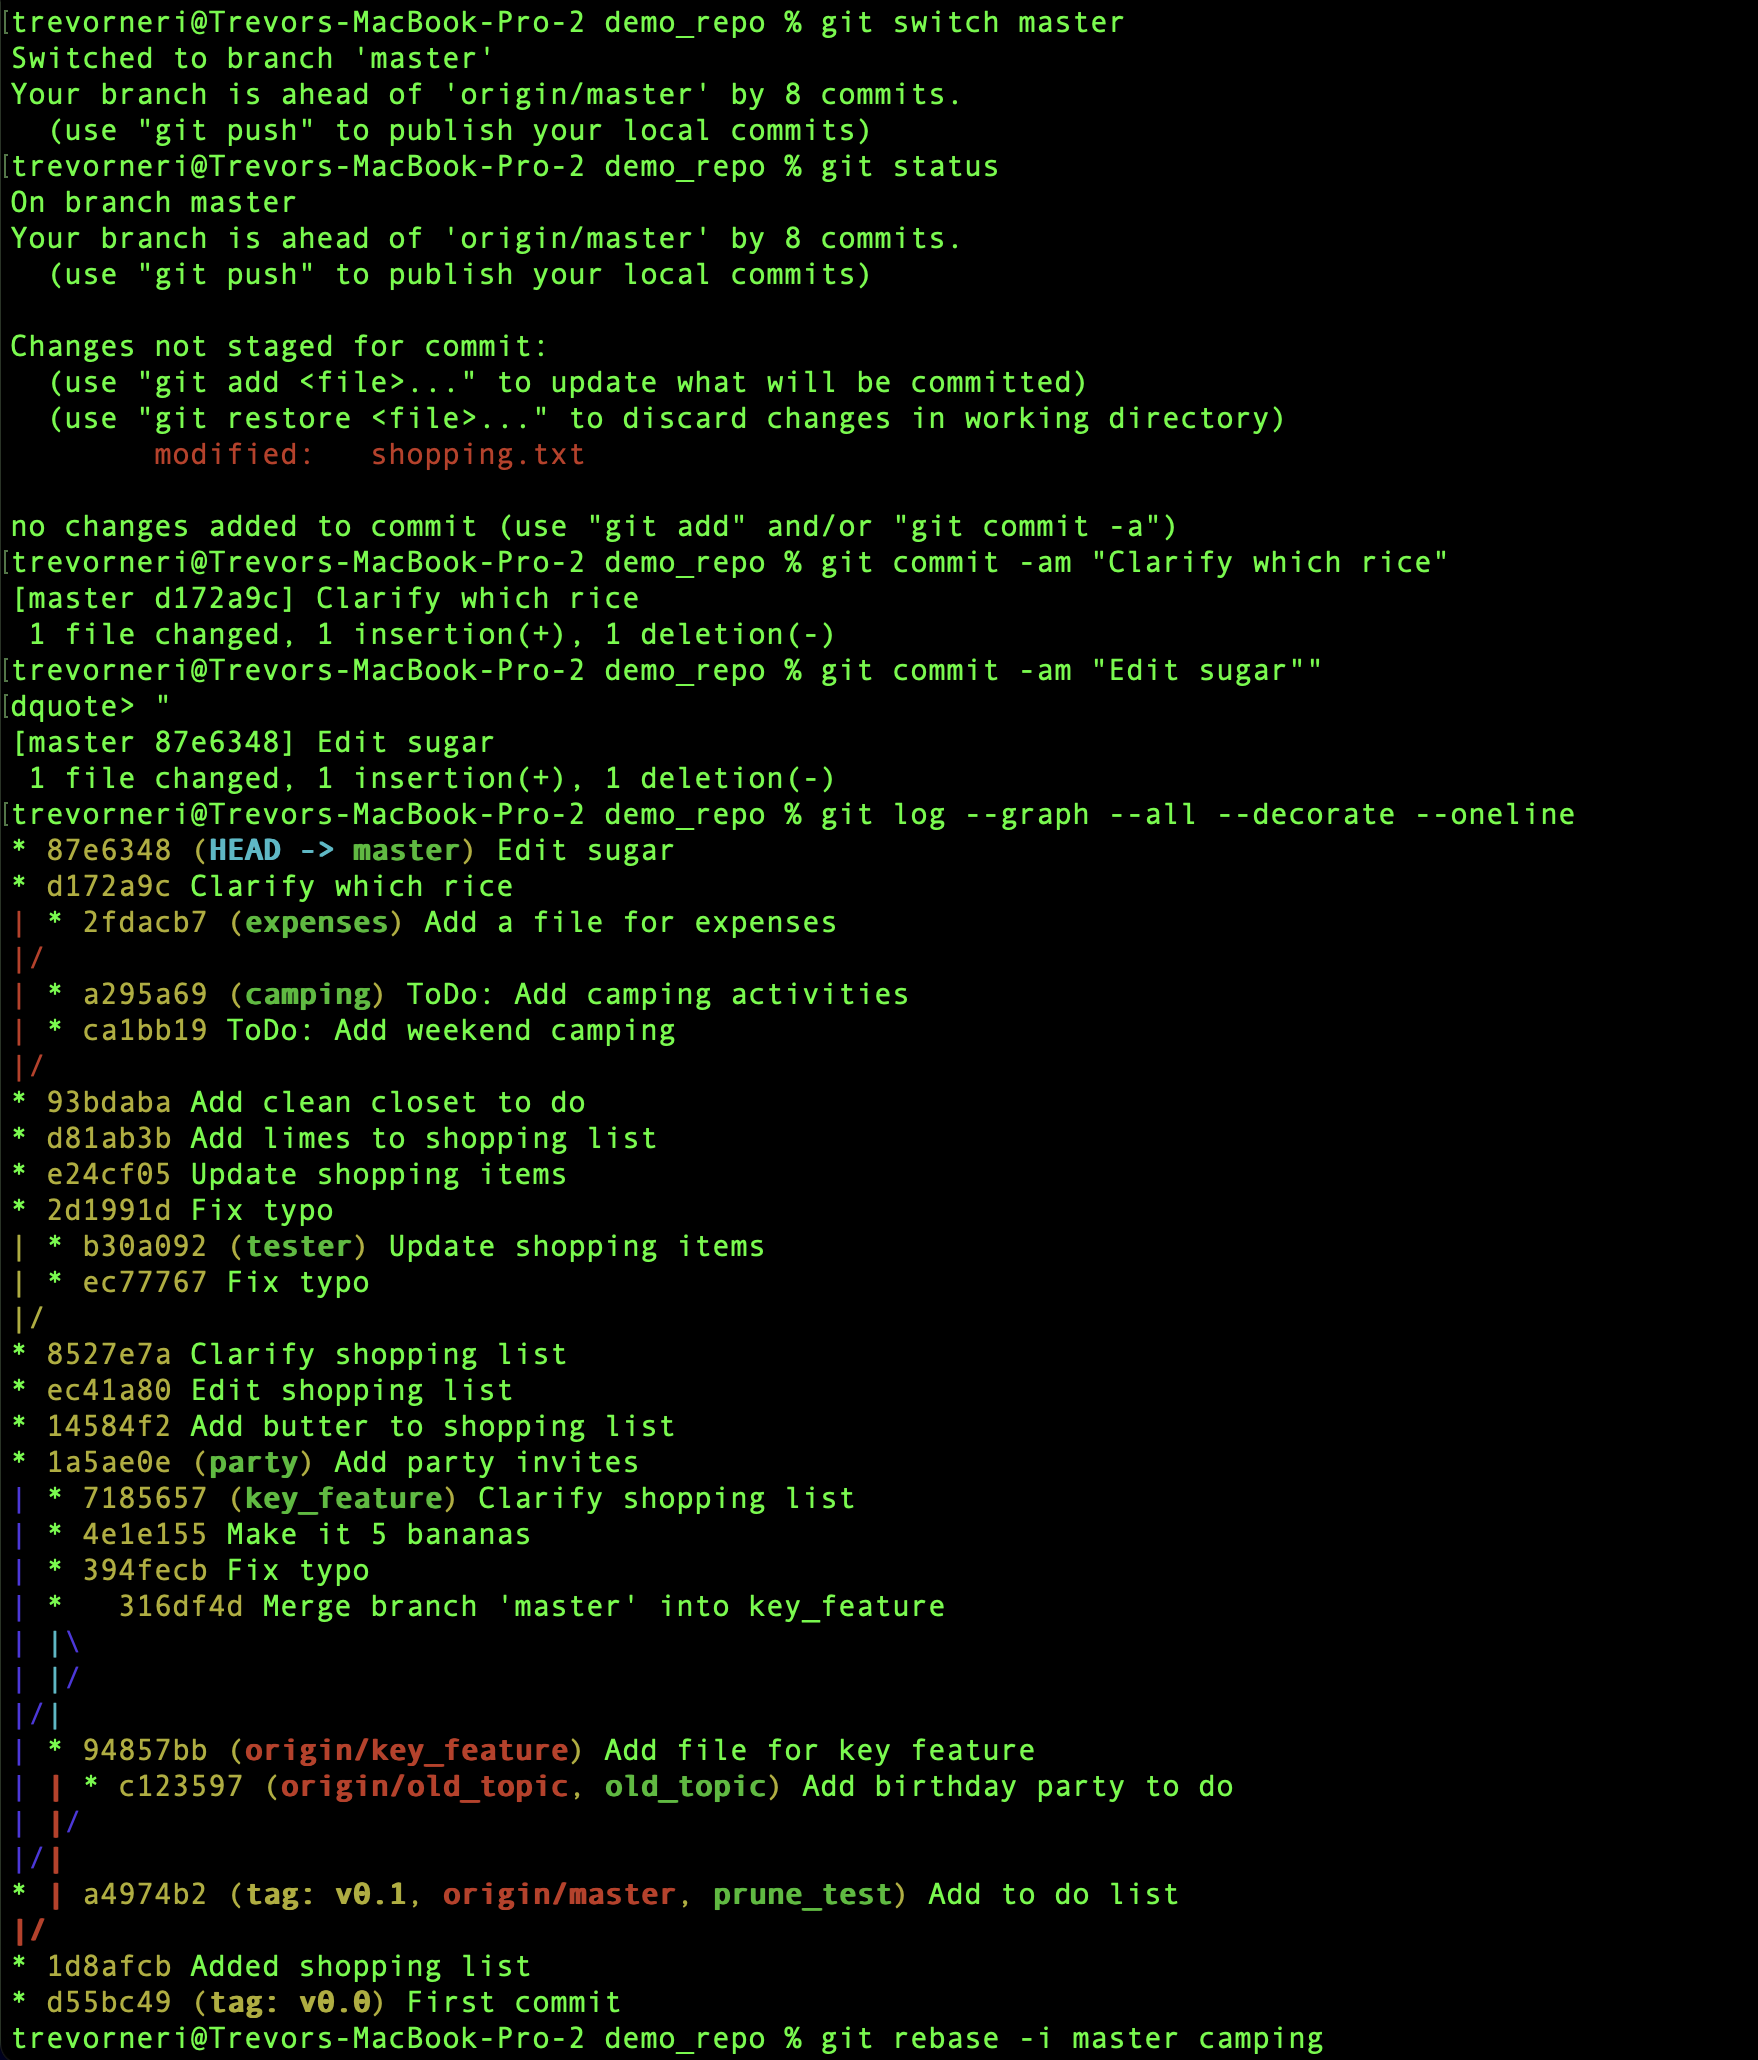 [trevorneri@Trevors-MacBook-Pro-2 demo_repo % git switch master
Switched to branch 'master'
Your branch is ahead of 'origin/master' by 8 commits.
  (use "git push" to publish your local commits)
[trevorneri@Trevors-MacBook-Pro-2 demo_repo % git status
On branch master
Your branch is ahead of 'origin/master' by 8 commits.
  (use "git push" to publish your local commits)

Changes not staged for commit:
  (use "git add <file>..." to update what will be committed)
  (use "git restore <file>..." to discard changes in working directory)
        modified:   shopping.txt

no changes added to commit (use "git add" and/or "git commit -a")
[trevorneri@Trevors-MacBook-Pro-2 demo_repo % git commit -am "Clarify which rice"
[master d172a9c] Clarify which rice
 1 file changed, 1 insertion(+), 1 deletion(-)
[trevorneri@Trevors-MacBook-Pro-2 demo_repo % git commit -am "Edit sugar""
[dquote> "
[master 87e6348] Edit sugar
 1 file changed, 1 insertion(+), 1 deletion(-)
[trevorneri@Trevors-MacBook-Pro-2 demo_repo % git log --graph --all --decorate --oneline
* 87e6348 (HEAD -> master) Edit sugar
* d172a9c Clarify which rice
| * 2fdacb7 (expenses) Add a file for expenses
|/
| * a295a69 (camping) ToDo: Add camping activities
| * ca1bb19 ToDo: Add weekend camping
|/
* 93bdaba Add clean closet to do
* d81ab3b Add limes to shopping list
* e24cf05 Update shopping items
* 2d1991d Fix typo
| * b30a092 (tester) Update shopping items
| * ec77767 Fix typo
|/
* 8527e7a Clarify shopping list
* ec41a80 Edit shopping list
* 14584f2 Add butter to shopping list
* 1a5ae0e (party) Add party invites
| * 7185657 (key_feature) Clarify shopping list
| * 4e1e155 Make it 5 bananas
| * 394fecb Fix typo
| *   316df4d Merge branch 'master' into key_feature
| |\
| |/
|/|
| * 94857bb (origin/key_feature) Add file for key feature
| | * c123597 (origin/old_topic, old_topic) Add birthday party to do
| |/
|/|
* | a4974b2 (tag: v0.1, origin/master, prune_test) Add to do list
|/
* 1d8afcb Added shopping list
* d55bc49 (tag: v0.0) First commit
trevorneri@Trevors-MacBook-Pro-2 demo_repo % git rebase -i master camping